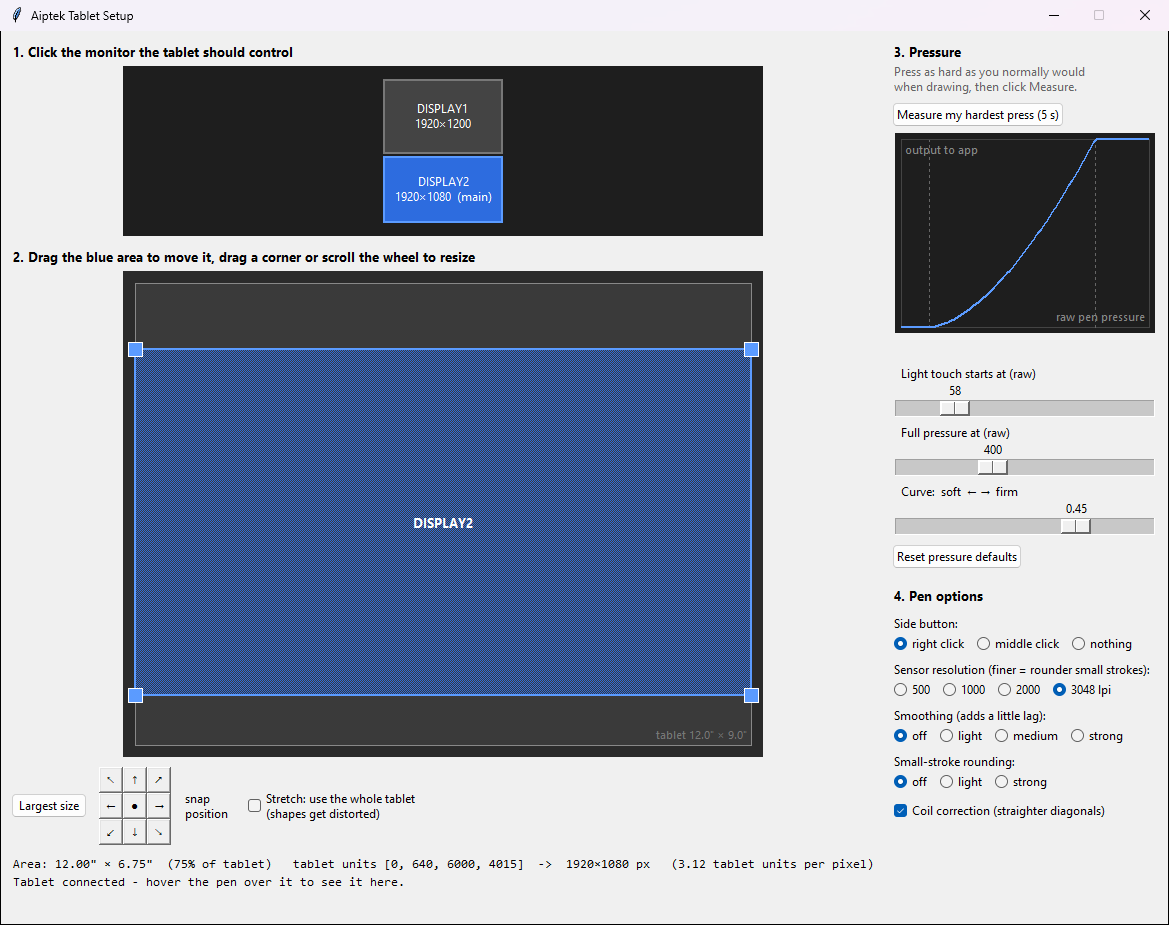 Aiptek Tablet Setup
1. Click the monitor the tablet should control
DISPLAY1
1920×1200
DISPLAY2
1920×1080 (main)
2. Drag the blue area to move it, drag a corner or scroll the wheel to resize
DISPLAY2
tablet 12.0" × 9.0"
Largest size
↖ ↑ ↗
← ● →
↙ ↓ ↘
snap
position
Stretch: use the whole tablet
(shapes get distorted)
Area: 12.00" × 6.75"  (75% of tablet)   tablet units [0, 640, 6000, 4015]  ->  1920×1080 px   (3.12 tablet units per pixel)
Tablet connected - hover the pen over it to see it here.
3. Pressure
Press as hard as you normally would
when drawing, then click Measure.
Measure my hardest press (5 s)
output to app
raw pen pressure
Light touch starts at (raw)
58
Full pressure at (raw)
400
Curve:  soft  ←→  firm
0.45
Reset pressure defaults
4. Pen options
Side button:
right click   middle click   nothing
Sensor resolution (finer = rounder small strokes):
500   1000   2000   3048 lpi
Smoothing (adds a little lag):
off   light   medium   strong
Small-stroke rounding:
off   light   strong
Coil correction (straighter diagonals)